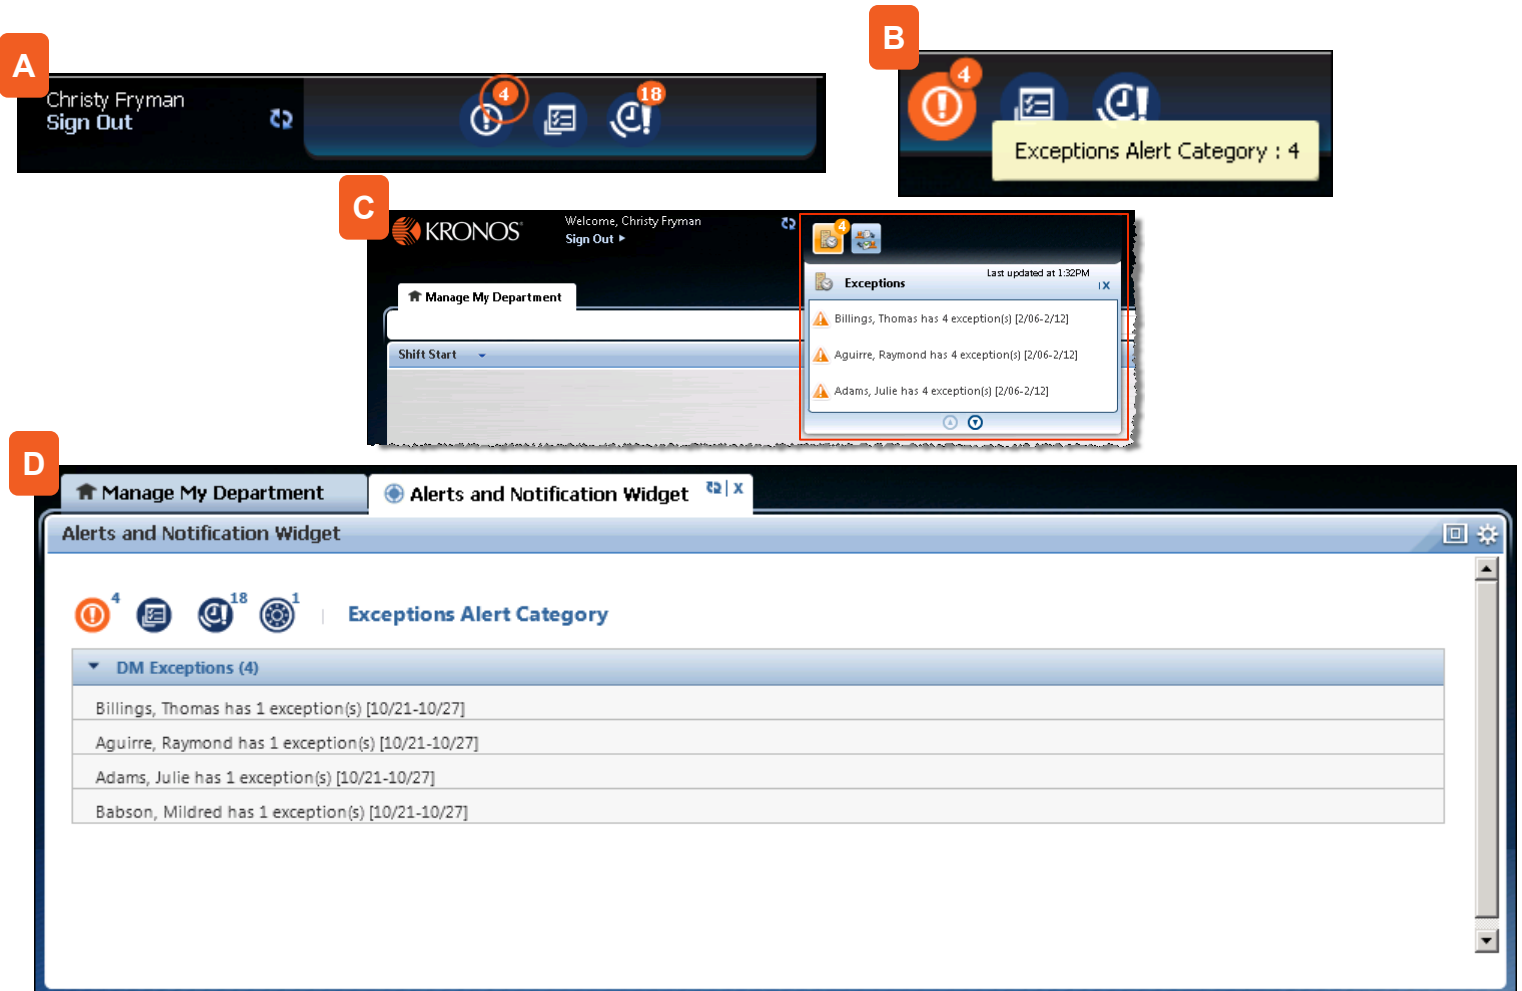 A
Christy Fryman
Sign Out
4
18
B
4
Exceptions Alert Category : 4
C
KRONOS
Welcome, Christy Fryman
Sign Out
4
Exceptions
Last updated at 1:32PM
X
Manage My Department
Billings, Thomas has 4 exception(s) [2/06-2/12]
Shift Start
Aguirre, Raymond has 4 exception(s) [2/06-2/12]
Adams, Julie has 4 exception(s) [2/06-2/12]
D
Manage My Department
Alerts and Notification Widget
X
Alerts and Notification Widget
4
18
1
Exceptions Alert Category
DM Exceptions (4)
Billings, Thomas has 1 exception(s) [10/21-10/27]
Aguirre, Raymond has 1 exception(s) [10/21-10/27]
Adams, Julie has 1 exception(s) [10/21-10/27]
Babson, Mildred has 1 exception(s) [10/21-10/27]